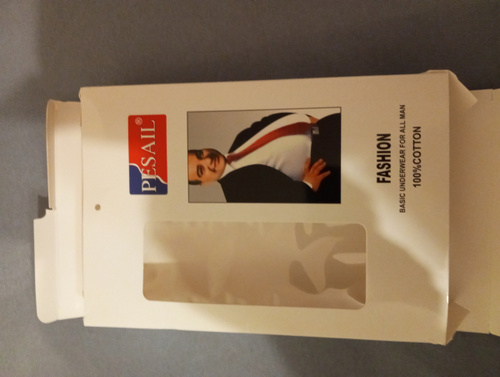 PESAIL®
FASHION
BASIC UNDERWEAR FOR ALL MAN
100%COTTON